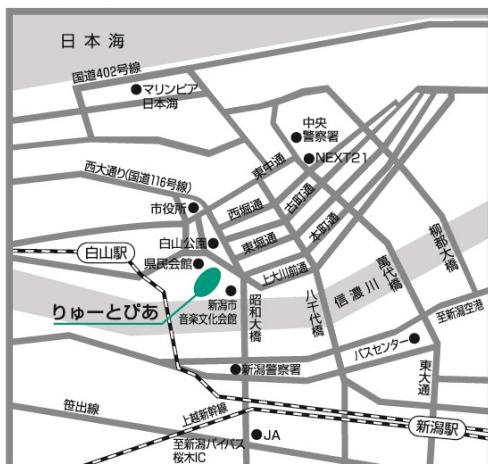 日本海
国道402号線
マリンピア
日本海
中央
警察署
NEXT21
東中通
西大通り(国道116号線)
市役所
西堀通
古町通
東堀通
本町通
白山公園
上大川前通
県民会館
白山駅
りゅーとぴあ
新潟市
音楽文化会館
昭和大橋
八千代橋
信濃川
萬代橋
柳都大橋
至新潟空港
バスセンター
東大通
新潟警察署
笹出線
上越新幹線
新潟駅
至新潟バイパス
桜木IC
JA